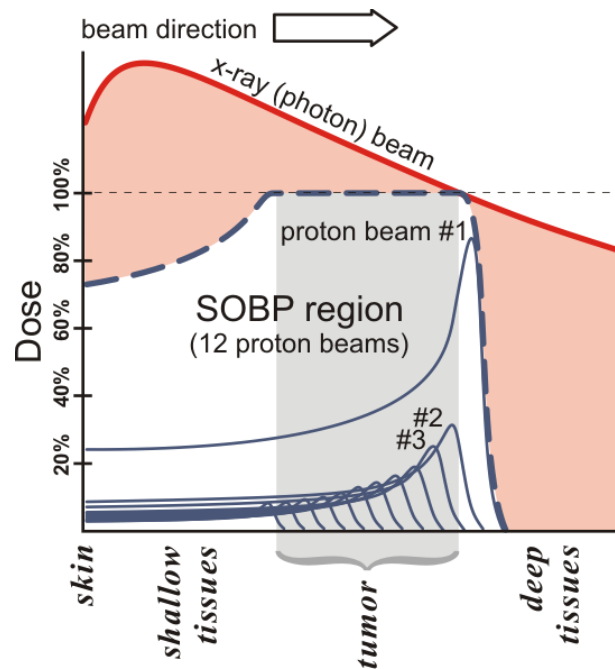 beam direction
x-ray (photon) beam
100%
80%
60%
40%
20%
Dose
proton beam #1
SOBP region
(12 proton beams)
#2
#3
skin
shallow
tissues
tumor
deep
tissues